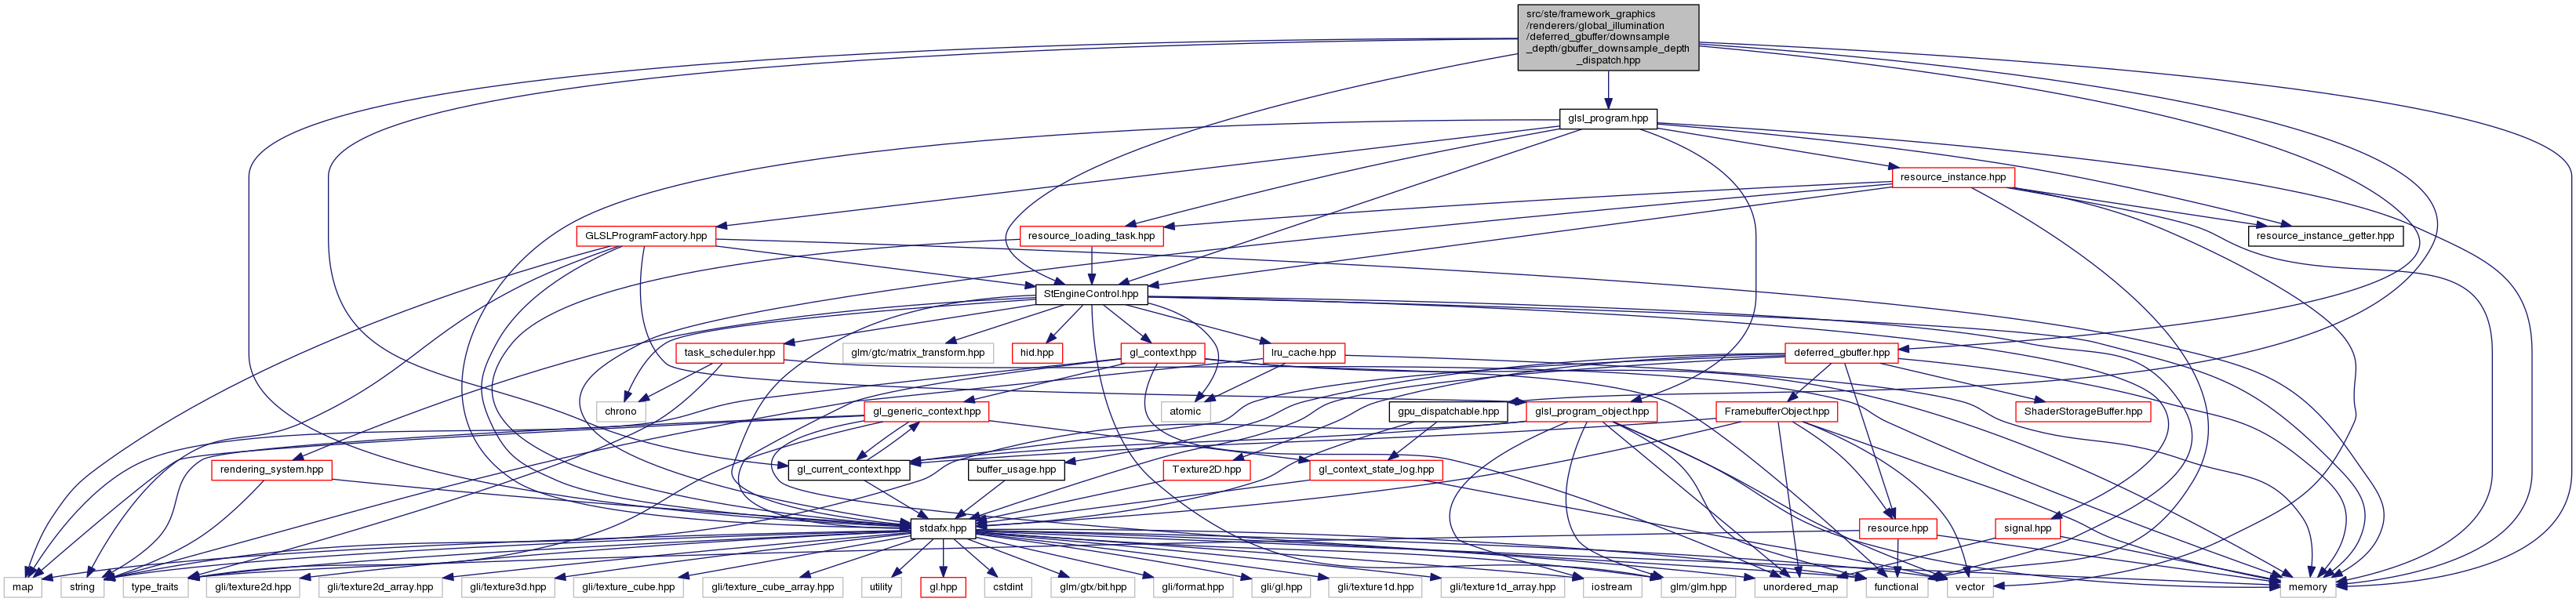 src/ste/framework_graphics
/renderers/global_illumination
/deferred_gbuffer/downsample
_depth/gbuffer_downsample_depth
_dispatch.hpp
glsl_program.hpp
resource_instance.hpp
GLSLProgramFactory.hpp
resource_loading_task.hpp
resource_instance_getter.hpp
StEngineControl.hpp
task_scheduler.hpp
glm/gtc/matrix_transform.hpp
hid.hpp
gl_context.hpp
lru_cache.hpp
deferred_gbuffer.hpp
chrono
gl_generic_context.hpp
atomic
gpu_dispatchable.hpp
glsl_program_object.hpp
FramebufferObject.hpp
ShaderStorageBuffer.hpp
rendering_system.hpp
gl_current_context.hpp
buffer_usage.hpp
Texture2D.hpp
gl_context_state_log.hpp
stdafx.hpp
resource.hpp
signal.hpp
map
string
type_traits
gli/texture2d.hpp
gli/texture2d_array.hpp
gli/texture3d.hpp
gli/texture_cube.hpp
gli/texture_cube_array.hpp
utility
gl.hpp
cstdint
glm/gtx/bit.hpp
gli/format.hpp
gli/gl.hpp
gli/texture1d.hpp
gli/texture1d_array.hpp
iostream
glm/glm.hpp
unordered_map
functional
vector
memory